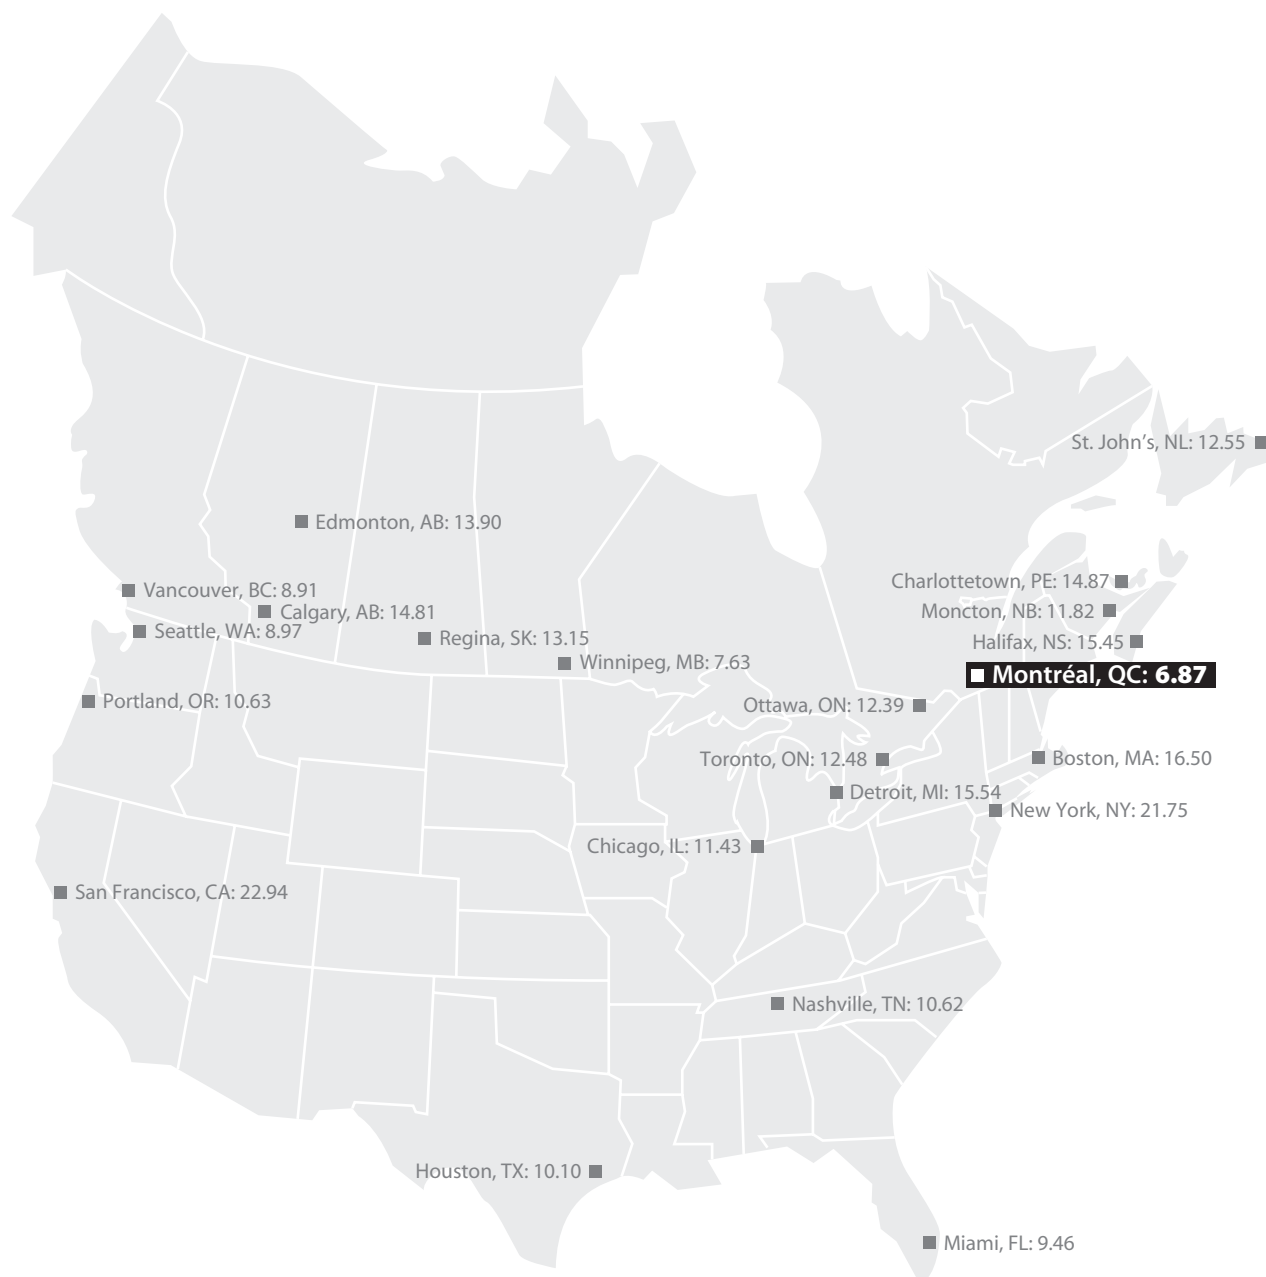 St. John’s, NL: 12.55
Edmonton, AB: 13.90
Charlottetown, PE: 14.87
Vancouver, BC: 8.91
Calgary, AB: 14.81
Moncton, NB: 11.82
Seattle, WA: 8.97
Regina, SK: 13.15
Halifax, NS: 15.45
Winnipeg, MB: 7.63
Montréal, QC: 6.87
Portland, OR: 10.63
Ottawa, ON: 12.39
Toronto, ON: 12.48
Boston, MA: 16.50
Detroit, MI: 15.54
New York, NY: 21.75
Chicago, IL: 11.43
San Francisco, CA: 22.94
Nashville, TN: 10.62
Houston, TX: 10.10
Miami, FL: 9.46